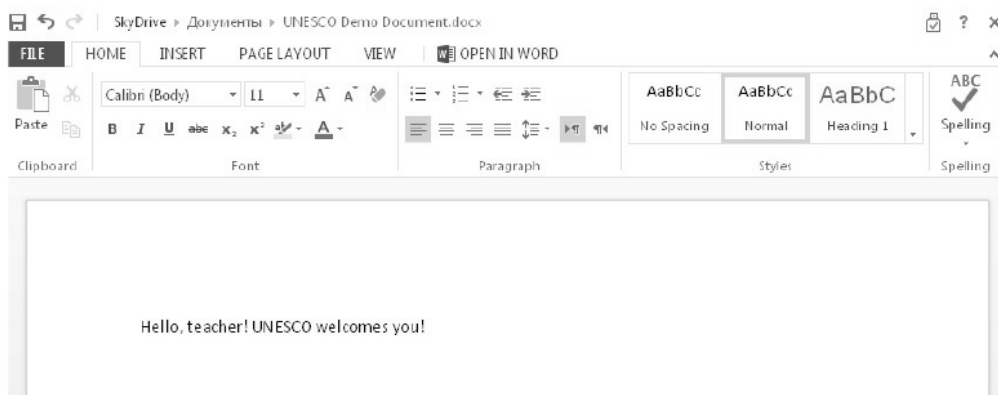 SkyDrive ▸ Документы ▸ UNESCO Demo Document.docx ?
FILE HOME INSERT PAGE LAYOUT VIEW OPEN IN WORD
Calibri (Body) 11 A A AaBbCc AaBbCc AaBbC ABC
Paste B I U abc x₂ x² ab A No Spacing Normal Heading 1 Spelling
Clipboard Font Paragraph Styles Spelling
Hello, teacher! UNESCO welcomes you!